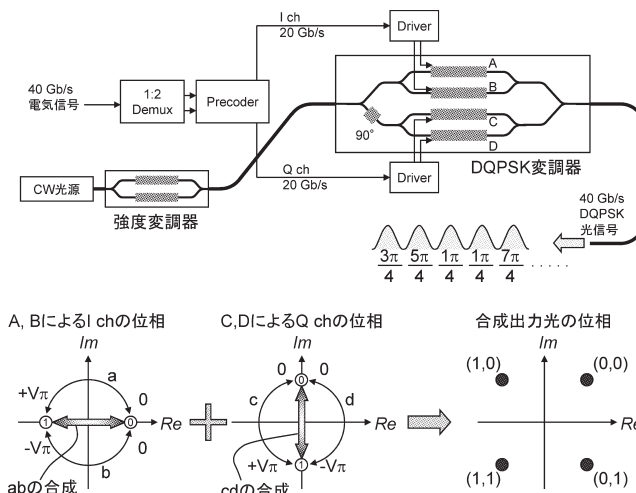 I ch
20 Gb/s
Driver
A
B
C
D
40 Gb/s
電気信号
1:2
Demux
Precoder
90°
DQPSK変調器
Q ch
20 Gb/s
Driver
CW光源
強度変調器
40 Gb/s
DQPSK
光信号
3π 5π 1π 1π 7π
4 4 4 4 4 ·····
A, BによるI chの位相
C,DによるQ chの位相
合成出力光の位相
Im
Im
Im
a
+Vπ
0
1
0
Re
-Vπ
0
b
abの合成
0
0
0
c
d
Re
+Vπ
-Vπ
1
cdの合成
(1,0)
(0,0)
Re
(1,1)
(0,1)